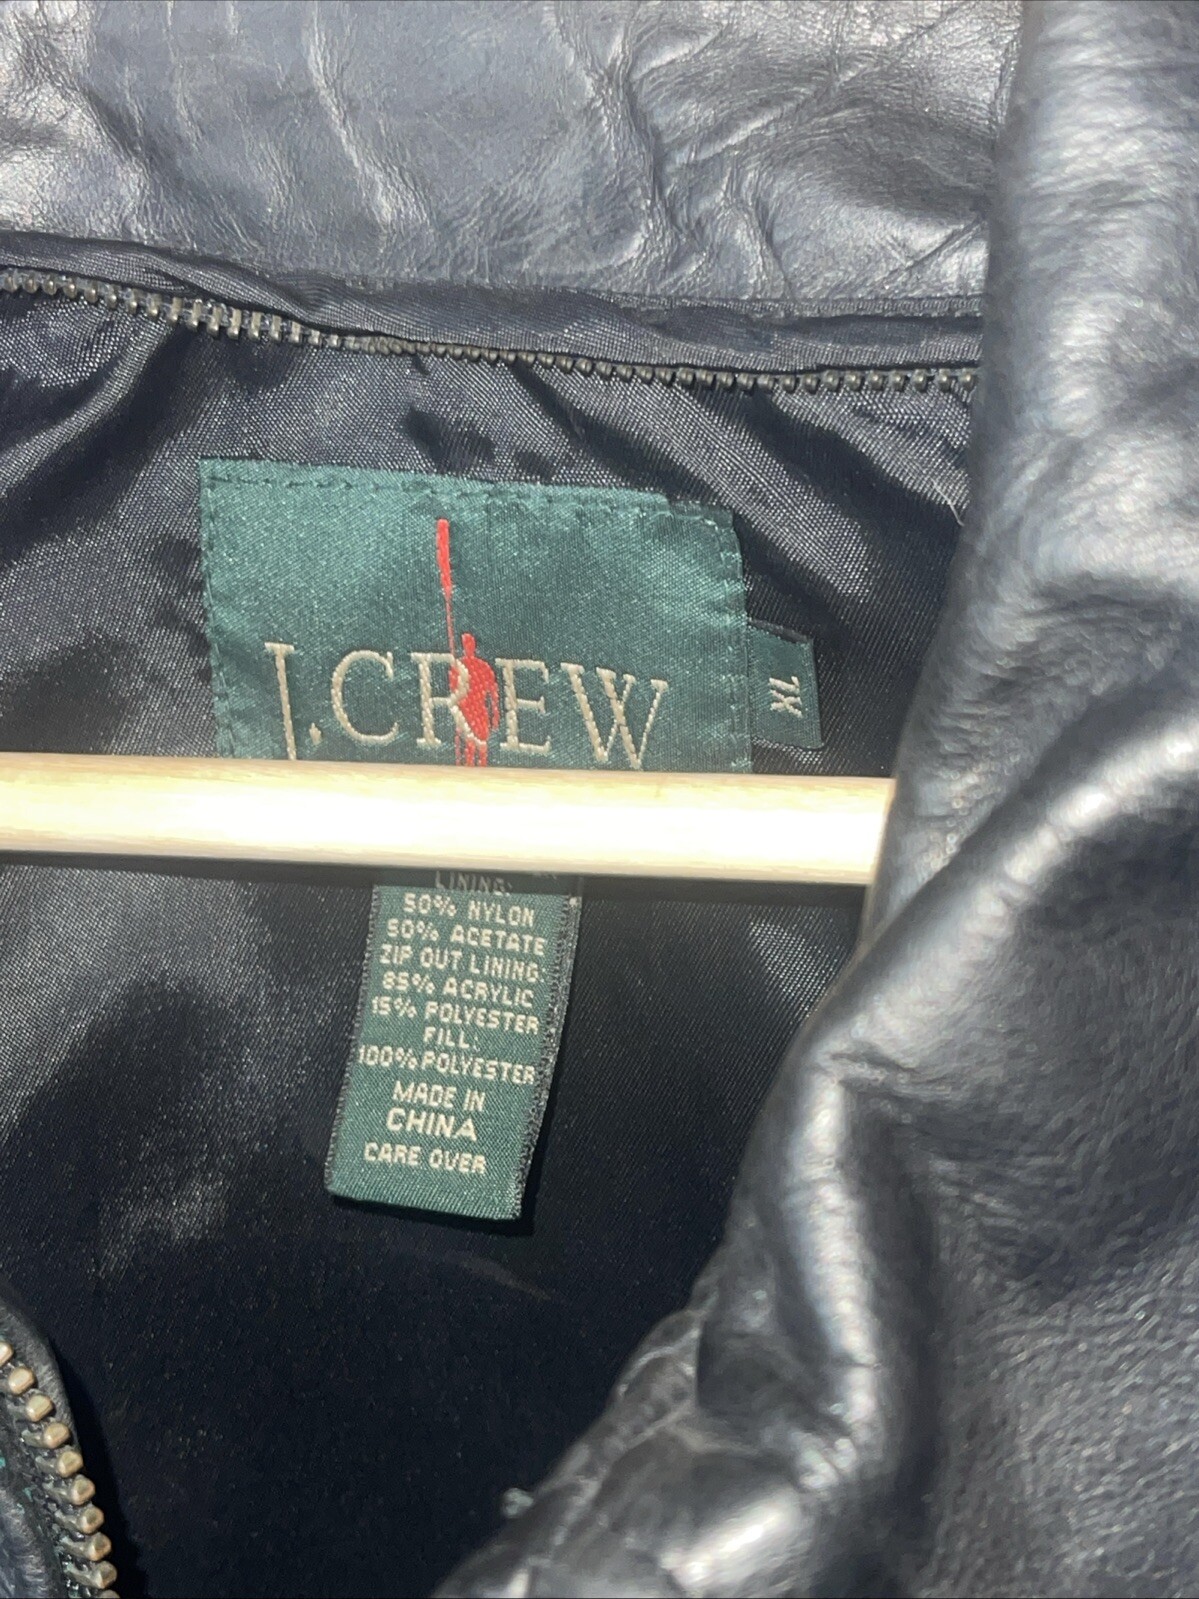 J.CREW
XL
LINING:
50% NYLON
50% ACETATE
ZIP OUT LINING:
85% ACRYLIC
15% POLYESTER
FILL:
100% POLYESTER
MADE IN
CHINA
CARE OVER